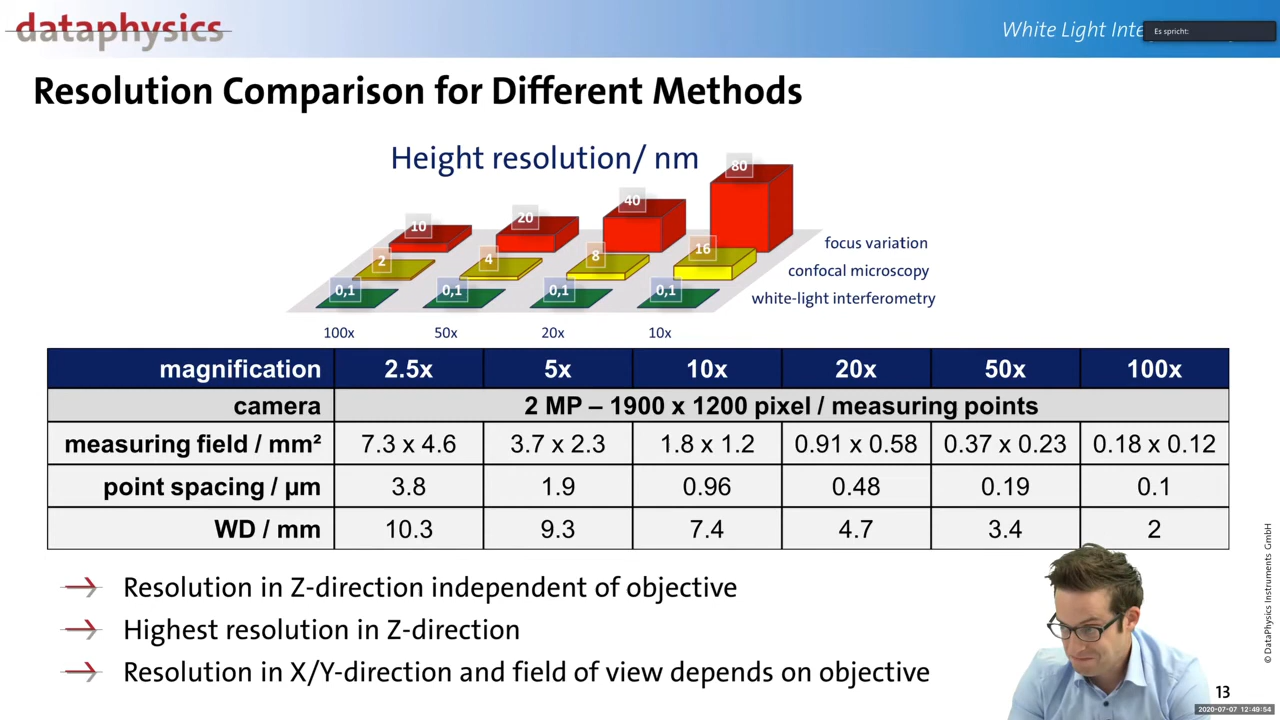 dataphysics
White Light Inte
Es spricht:
Resolution Comparison for Different Methods
Height resolution/ nm
10 20 40 80
focus variation
2 4 8 16
confocal microscopy
0,1 0,1 0,1 0,1
white-light interferometry
100x 50x 20x 10x
magnification 2.5x 5x 10x 20x 50x 100x
camera 2 MP – 1900 x 1200 pixel / measuring points
measuring field / mm² 7.3 x 4.6 3.7 x 2.3 1.8 x 1.2 0.91 x 0.58 0.37 x 0.23 0.18 x 0.12
point spacing / µm 3.8 1.9 0.96 0.48 0.19 0.1
WD / mm 10.3 9.3 7.4 4.7 3.4 2
Resolution in Z-direction independent of objective
Highest resolution in Z-direction
Resolution in X/Y-direction and field of view depends on objective
© DataPhysics Instruments GmbH
13
2020-07-07 12:49:54